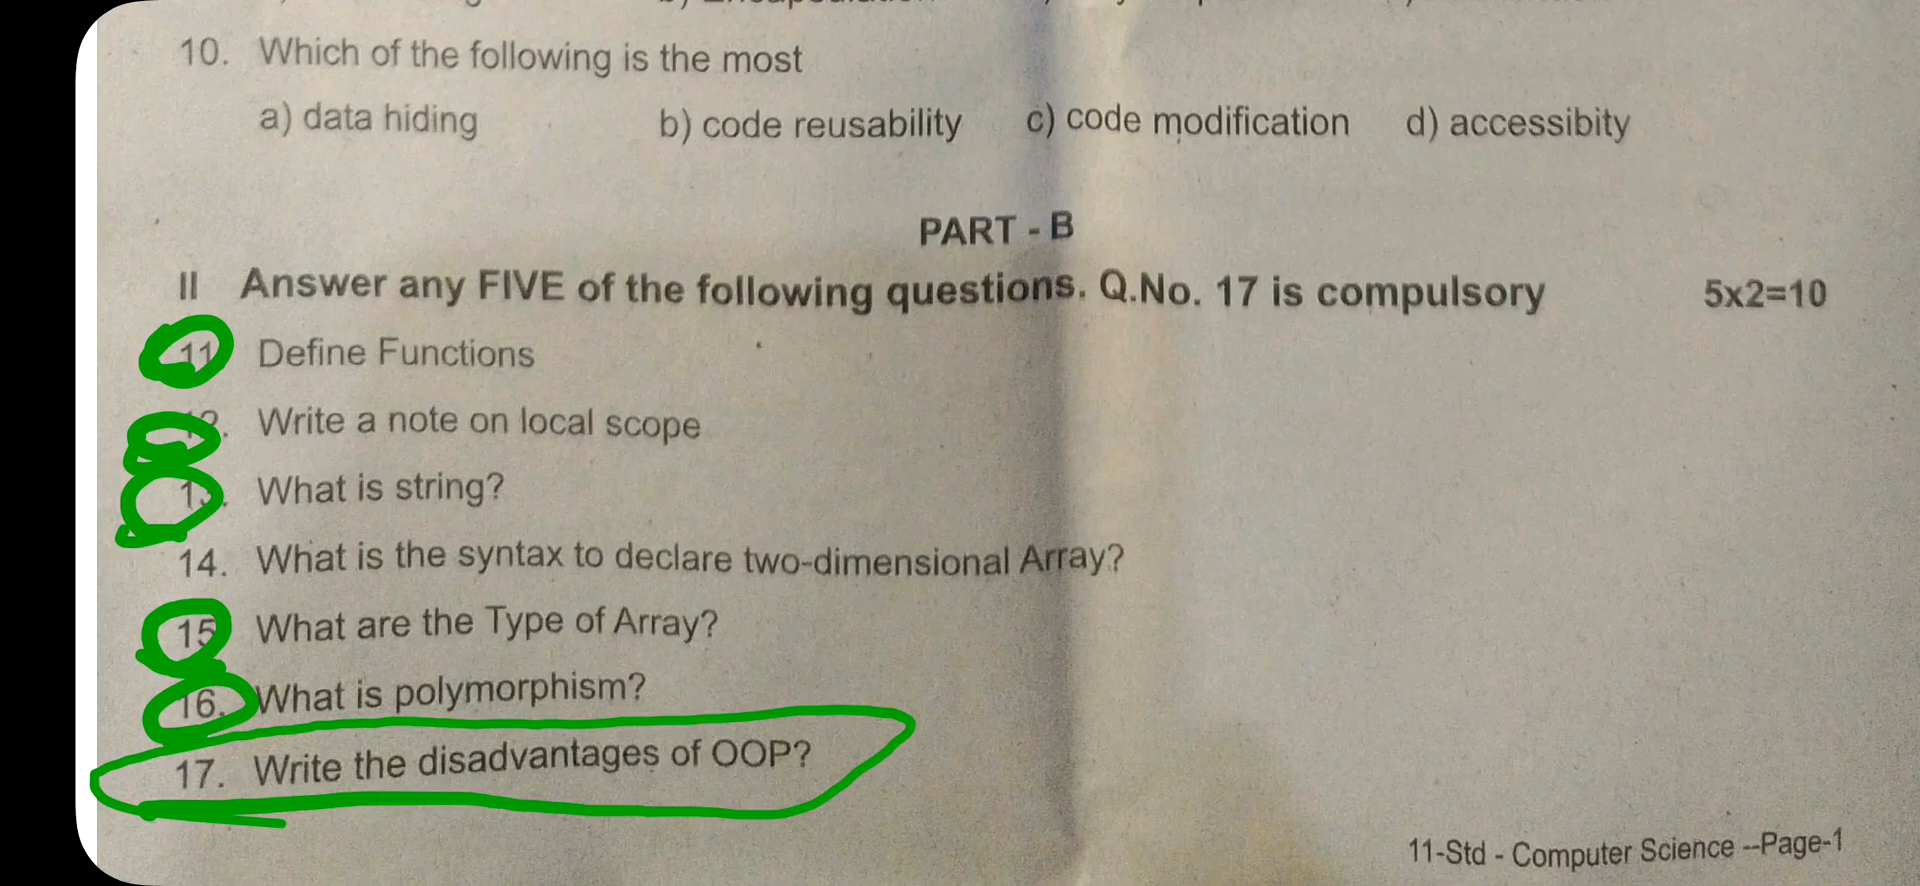 10. Which of the following is the most
a) data hiding b) code reusability c) code modification d) accessibity
PART - B
II Answer any FIVE of the following questions. Q.No. 17 is compulsory 5x2=10
11 Define Functions
12. Write a note on local scope
13. What is string?
14. What is the syntax to declare two-dimensional Array?
15 What are the Type of Array?
16. What is polymorphism?
17. Write the disadvantages of OOP?
11-Std - Computer Science --Page-1